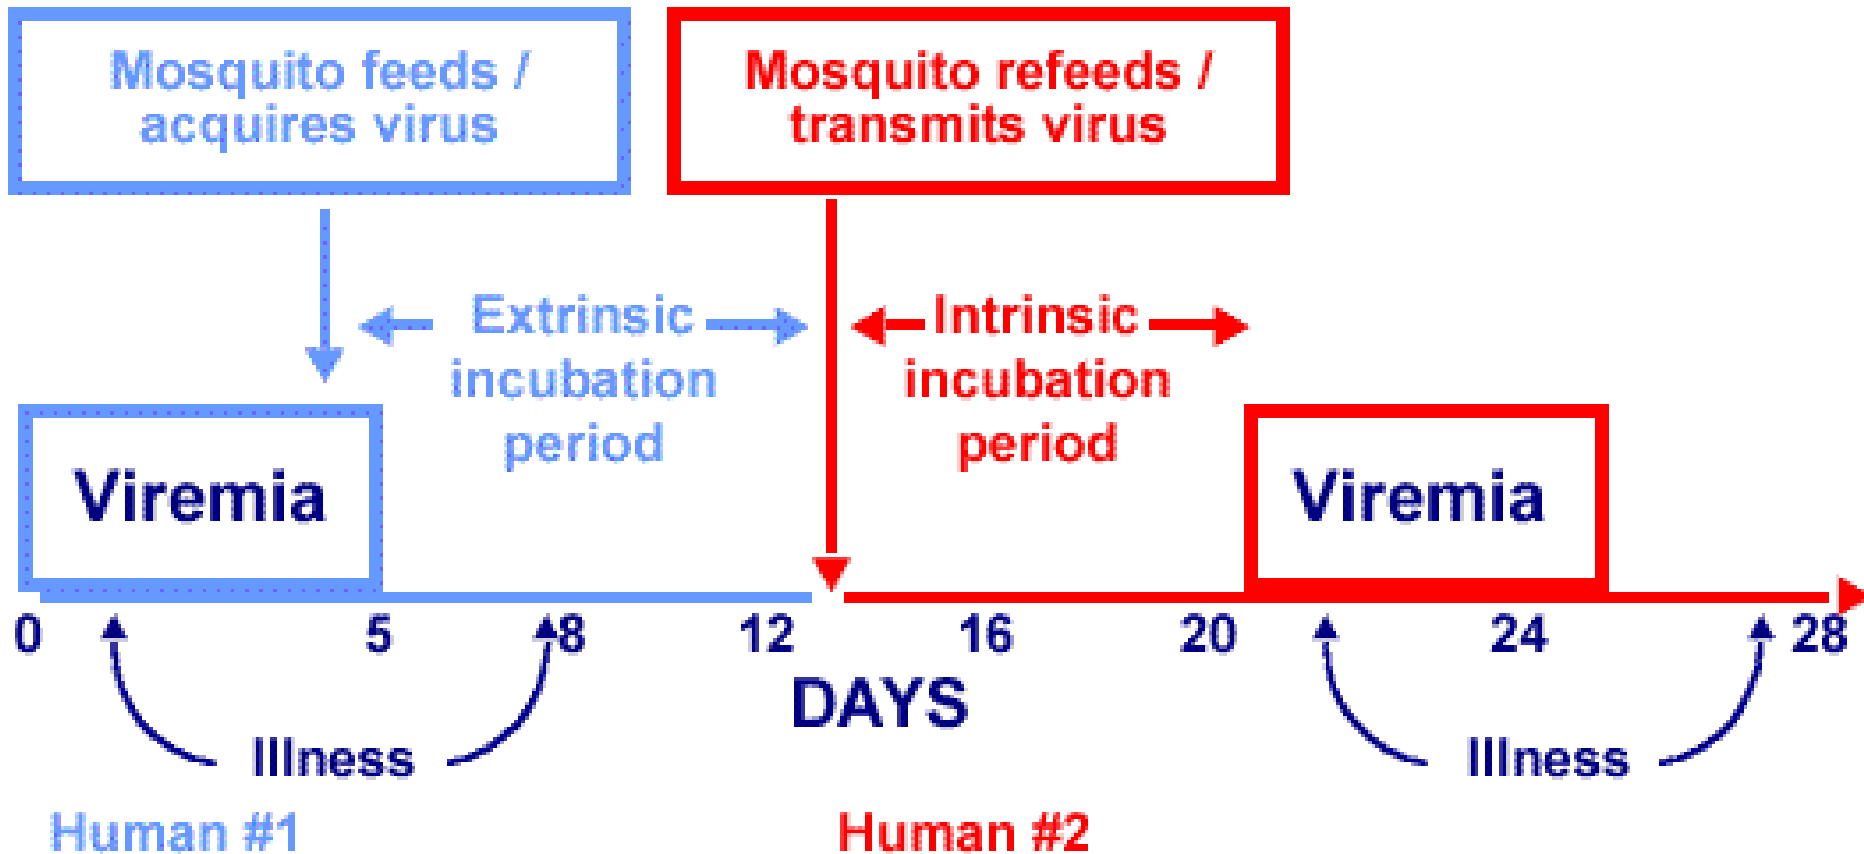 Mosquito feeds /
acquires virus
Mosquito refeeds /
transmits virus
Extrinsic
incubation
period
Intrinsic
incubation
period
Viremia
Viremia
0 5 8 12 16 20 24 28
DAYS
Illness
Illness
Human #1
Human #2